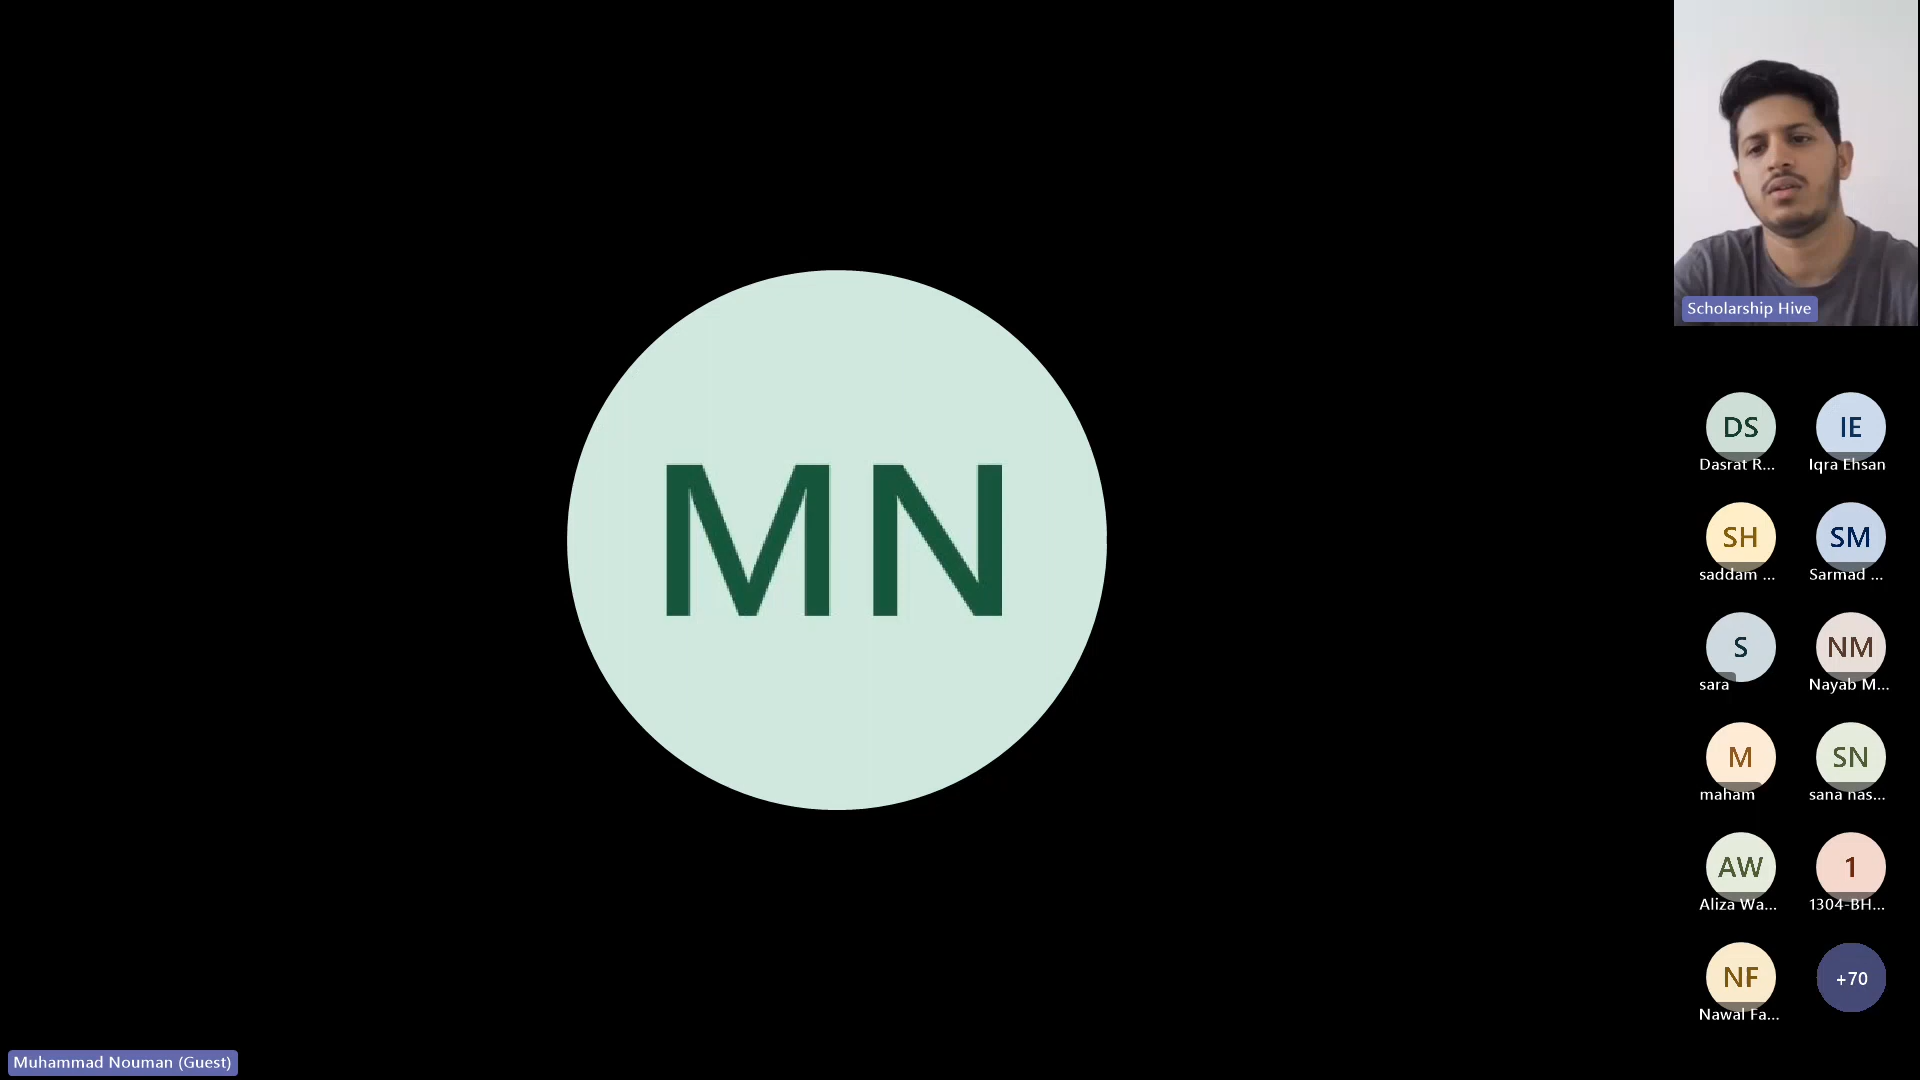 Scholarship Hive
MN
DS
IE
Dasrat R...
Iqra Ehsan
SH
SM
saddam ...
Sarmad ...
S
NM
sara
Nayab M...
M
SN
maham
sana nas...
AW
1
Aliza Wa...
1304-BH...
NF
+70
Nawal Fa...
Muhammad Nouman (Guest)